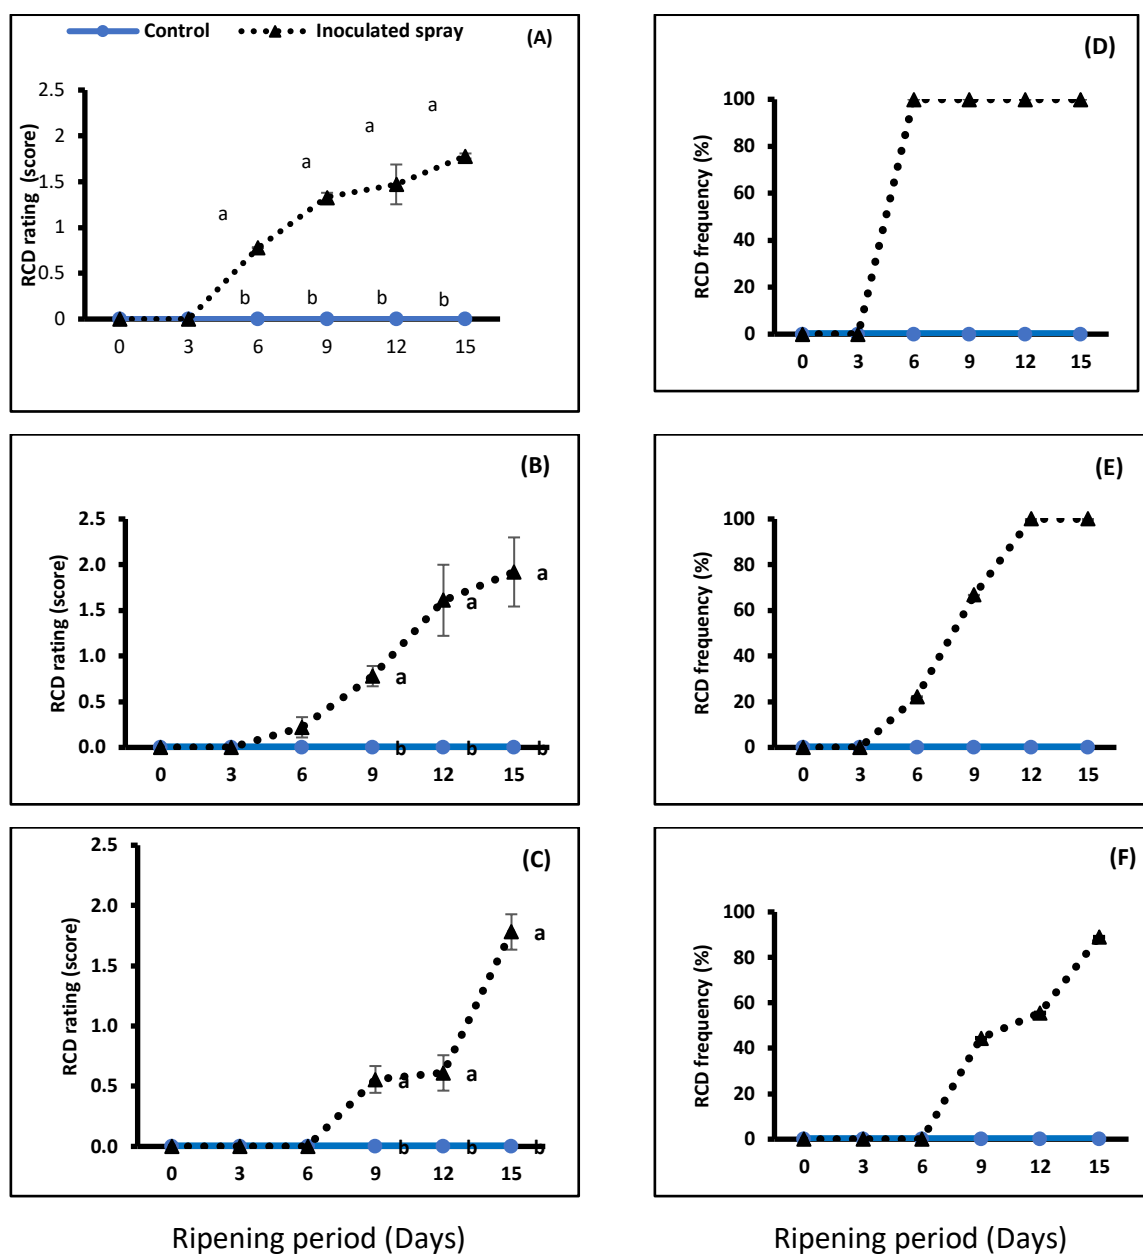 Control Inoculated spray (A)
RCD rating (score)
2.5
2
1.5
1
0.5
0
a a a a
b b b b
0 3 6 9 12 15
(D)
RCD frequency (%)
100
80
60
40
20
0
0 3 6 9 12 15
(B)
RCD rating (score)
2.5
2.0
1.5
1.0
0.5
0.0
a a a
b b b
0 3 6 9 12 15
(E)
RCD frequency (%)
100
80
60
40
20
0
0 3 6 9 12 15
(C)
RCD rating (score)
2.5
2.0
1.5
1.0
0.5
0.0
a a a
b b b
0 3 6 9 12 15
(F)
RCD frequency (%)
100
80
60
40
20
0
0 3 6 9 12 15
Ripening period (Days) Ripening period (Days)